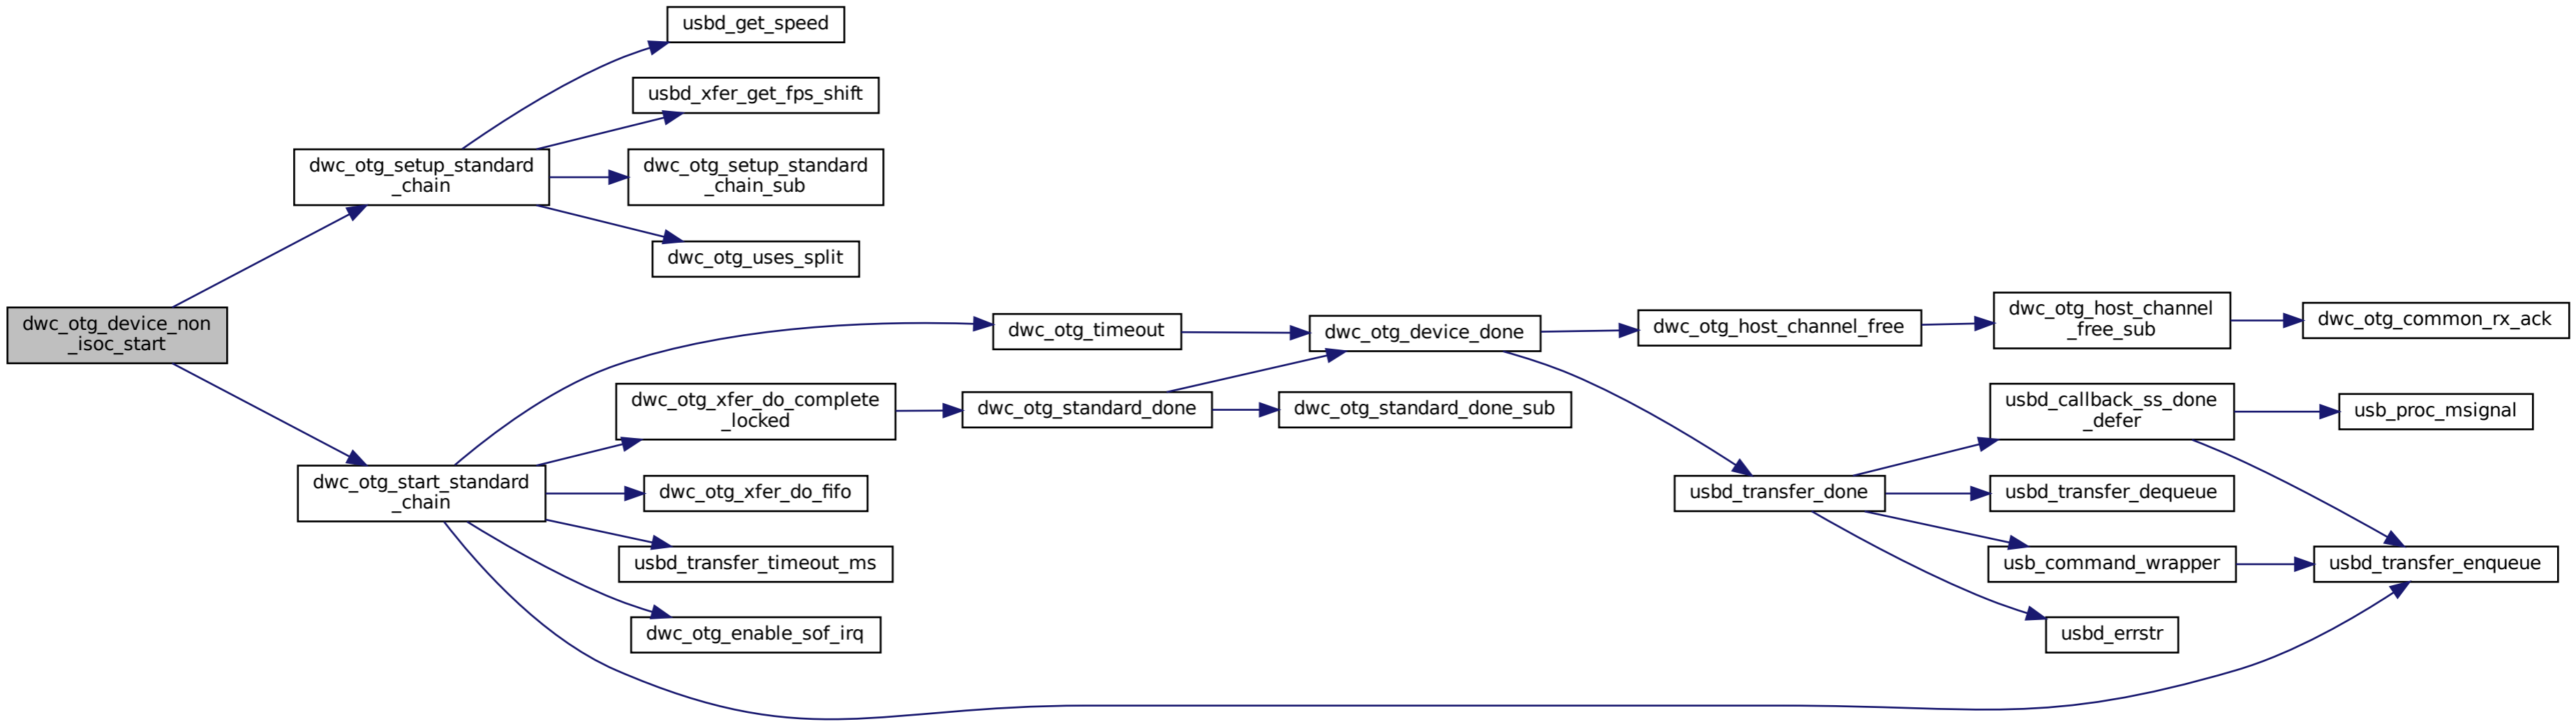 dwc_otg_device_non
_isoc_start
dwc_otg_setup_standard
_chain
usbd_get_speed
usbd_xfer_get_fps_shift
dwc_otg_setup_standard
_chain_sub
dwc_otg_uses_split
dwc_otg_start_standard
_chain
dwc_otg_timeout
dwc_otg_xfer_do_complete
_locked
dwc_otg_xfer_do_fifo
usbd_transfer_timeout_ms
dwc_otg_enable_sof_irq
dwc_otg_standard_done
dwc_otg_device_done
dwc_otg_standard_done_sub
dwc_otg_host_channel_free
dwc_otg_host_channel
_free_sub
dwc_otg_common_rx_ack
usbd_transfer_done
usbd_callback_ss_done
_defer
usbd_transfer_dequeue
usb_command_wrapper
usbd_errstr
usb_proc_msignal
usbd_transfer_enqueue